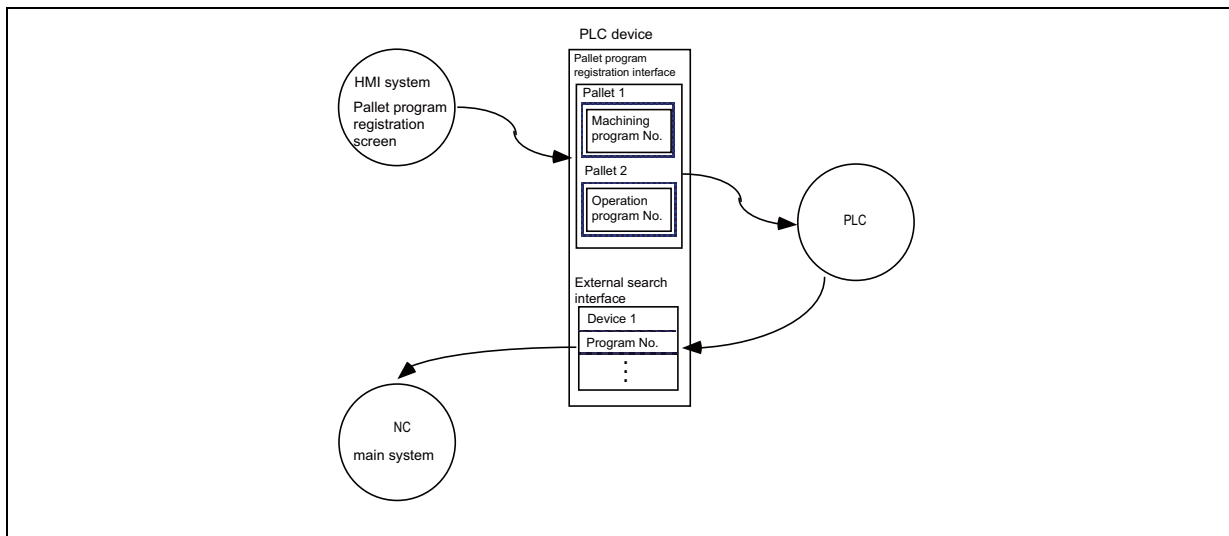 PLC device
Pallet program
registration interface
HMI system
Pallet program
registration
screen
Pallet 1
Machining
program No.
Pallet 2
Operation
program No.
PLC
External search
interface
Device 1
Program No.
NC
main system